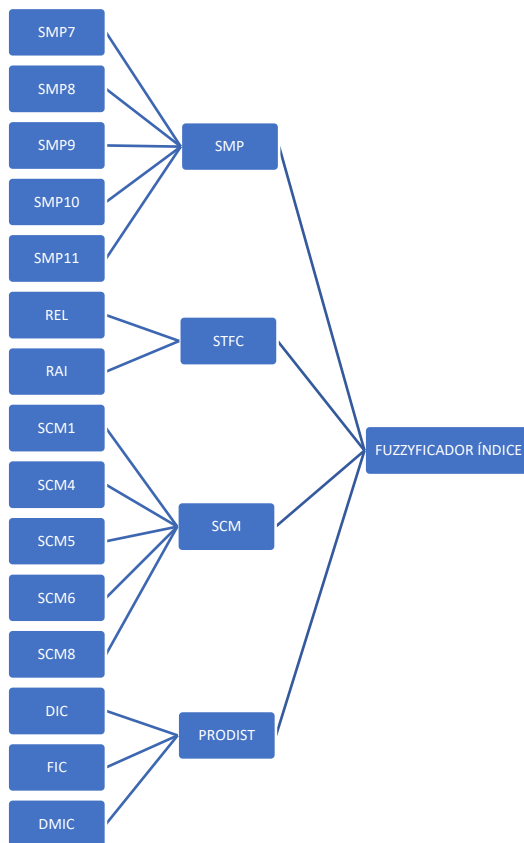 SMP7
SMP8
SMP9
SMP10
SMP11
REL
RAI
SCM1
SCM4
SCM5
SCM6
SCM8
DIC
FIC
DMIC
SMP
STFC
SCM
PRODIST
FUZZYFICADOR ÍNDICE